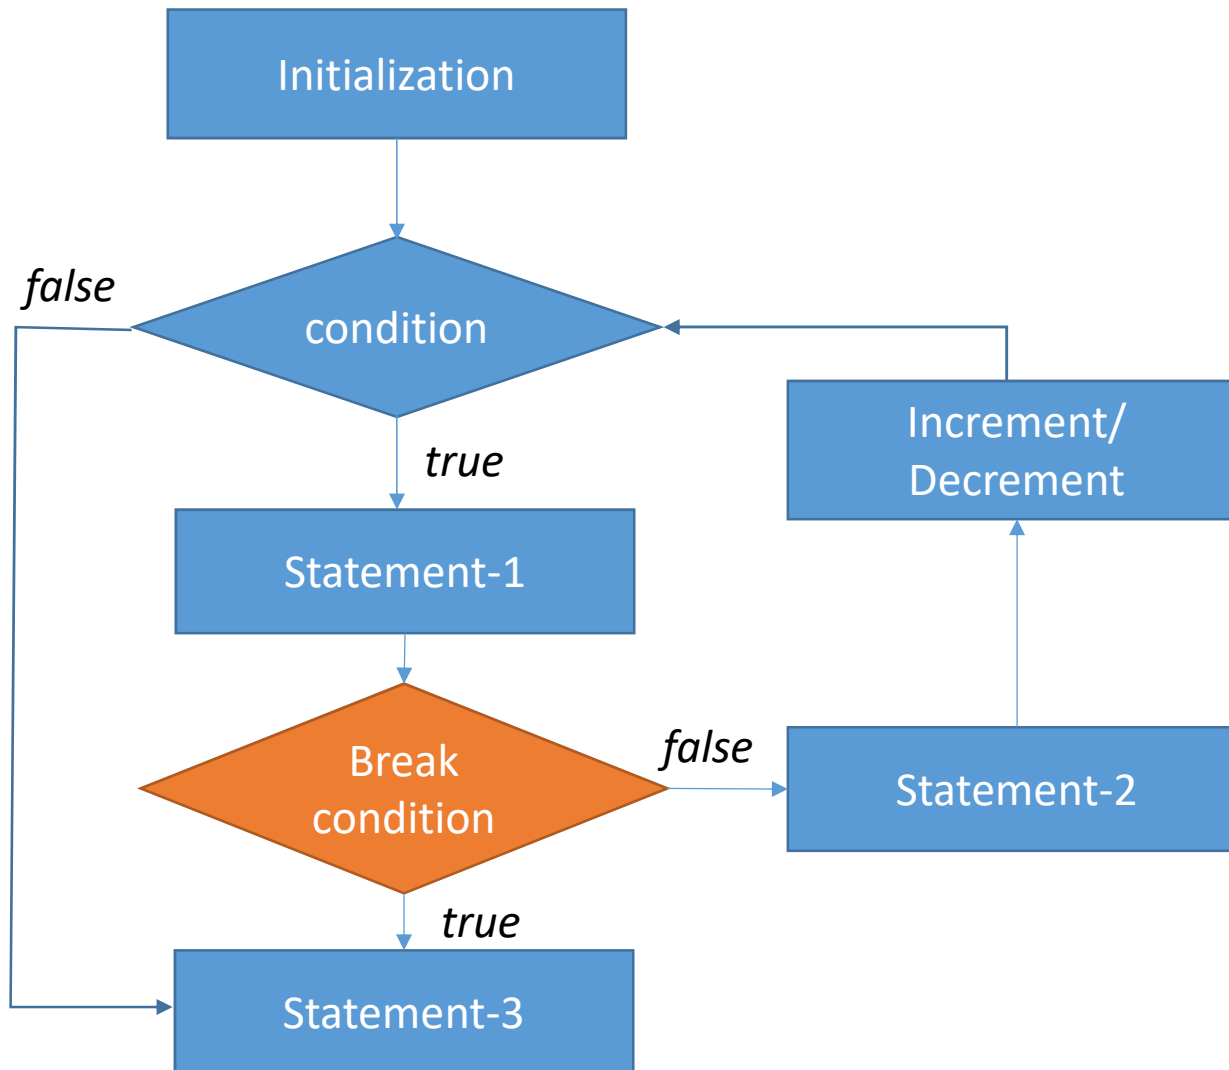 Initialization
false
condition
Increment/
Decrement
true
Statement-1
Break
condition
false
Statement-2
true
Statement-3